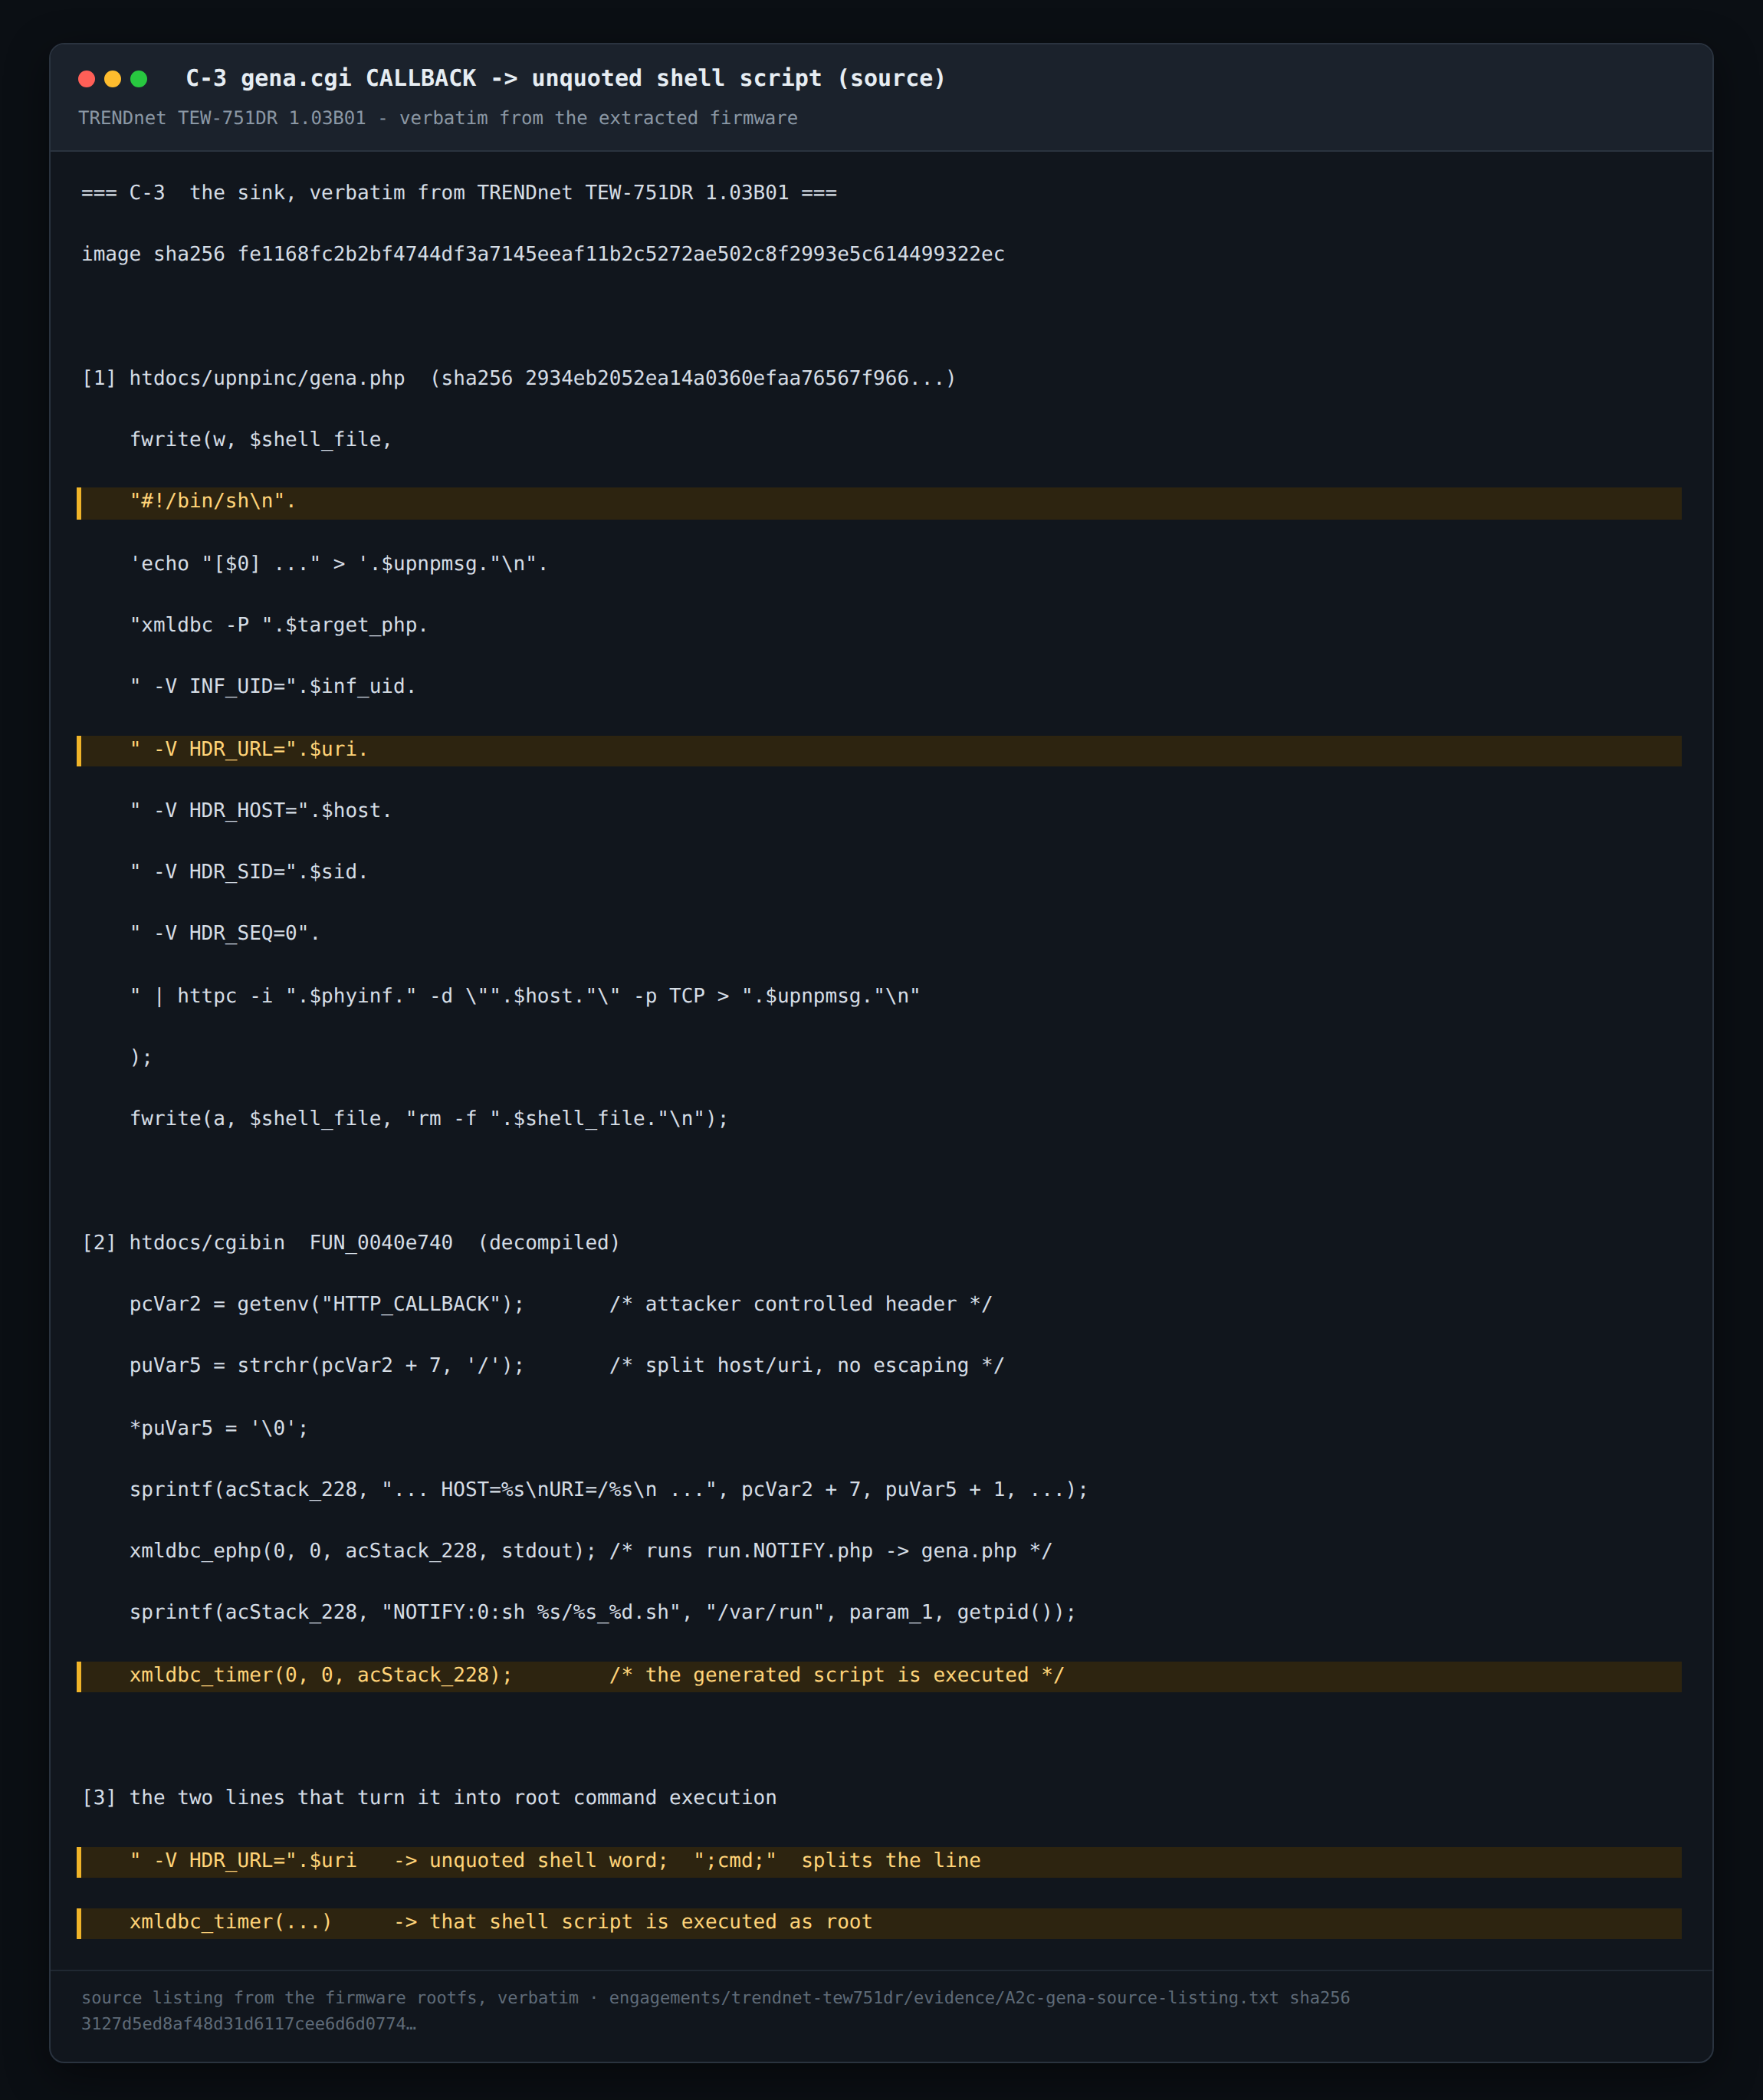 C-3 gena.cgi CALLBACK -> unquoted shell script (source)
TRENDnet TEW-751DR 1.03B01 - verbatim from the extracted firmware
=== C-3  the sink, verbatim from TRENDnet TEW-751DR 1.03B01 ===
image sha256 fe1168fc2b2bf4744df3a7145eeaf11b2c5272ae502c8f2993e5c614499322ec
[1] htdocs/upnpinc/gena.php  (sha256 2934eb2052ea14a0360efaa76567f966...)
    fwrite(w, $shell_file,
    "#!/bin/sh\n".
    'echo "[$0] ..." > '.$upnpmsg."\n".
    "xmldbc -P ".$target_php.
    " -V INF_UID=".$inf_uid.
    " -V HDR_URL=".$uri.
    " -V HDR_HOST=".$host.
    " -V HDR_SID=".$sid.
    " -V HDR_SEQ=0".
    " | httpc -i ".$phyinf." -d \"".$host."\" -p TCP > ".$upnpmsg."\n"
    );
    fwrite(a, $shell_file, "rm -f ".$shell_file."\n");
[2] htdocs/cgibin  FUN_0040e740  (decompiled)
    pcVar2 = getenv("HTTP_CALLBACK");       /* attacker controlled header */
    puVar5 = strchr(pcVar2 + 7, '/');       /* split host/uri, no escaping */
    *puVar5 = '\0';
    sprintf(acStack_228, "... HOST=%s\nURI=/%s\n ...", pcVar2 + 7, puVar5 + 1, ...);
    xmldbc_ephp(0, 0, acStack_228, stdout); /* runs run.NOTIFY.php -> gena.php */
    sprintf(acStack_228, "NOTIFY:0:sh %s/%s_%d.sh", "/var/run", param_1, getpid());
    xmldbc_timer(0, 0, acStack_228);        /* the generated script is executed */
[3] the two lines that turn it into root command execution
    " -V HDR_URL=".$uri   -> unquoted shell word;  ";cmd;"  splits the line
    xmldbc_timer(...)     -> that shell script is executed as root
source listing from the firmware rootfs, verbatim · engagements/trendnet-tew751dr/evidence/A2c-gena-source-listing.txt sha256
3127d5ed8af48d31d6117cee6d6d0774…